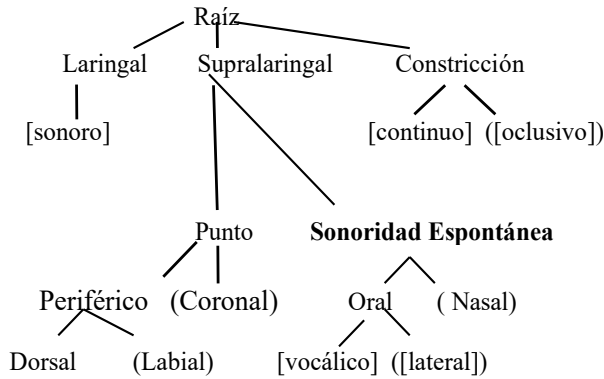 Raíz
Laringal Supralaringal Constricción
[sonoro] [continuo] ([oclusivo])
Punto Sonoridad Espontánea
Periférico (Coronal) Oral ( Nasal)
Dorsal (Labial) [vocálico] ([lateral])